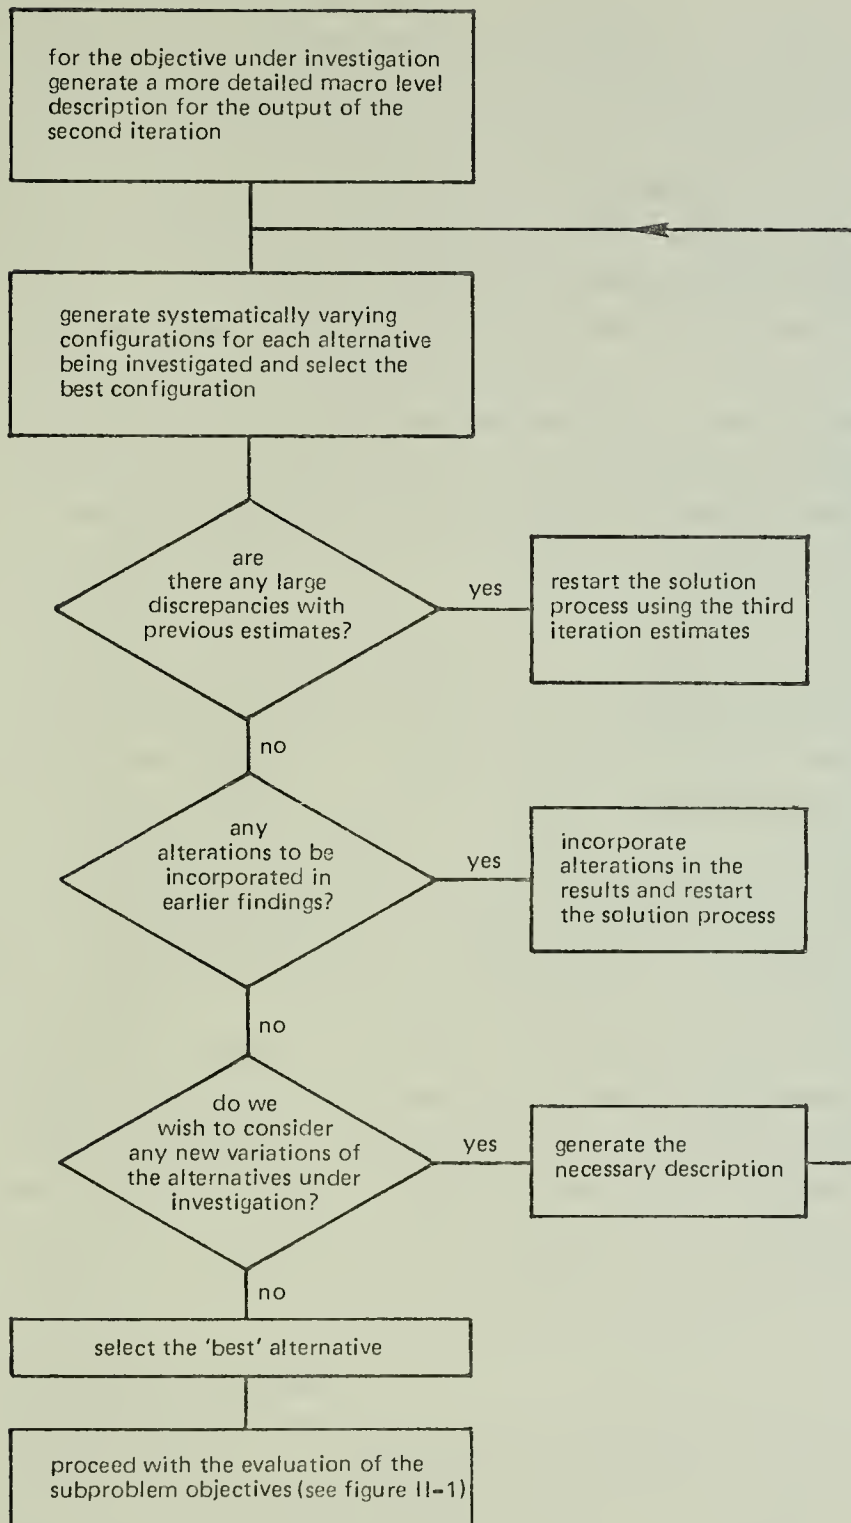 for the objective under investigation
generate a more detailed macro level
description for the output of the
second iteration
generate systematically varying
configurations for each alternative
being investigated and select the
best configuration
are
there any large
discrepancies with
previous estimates?
yes
restart the solution
process using the third
iteration estimates
no
any
alterations to be
incorporated in
earlier findings?
yes
incorporate
alterations in the
results and restart
the solution process
no
do we
wish to consider
any new variations of
the alternatives under
investigation?
yes
generate the
necessary description
no
select the 'best' alternative
proceed with the evaluation of the
subproblem objectives (see figure II-1)